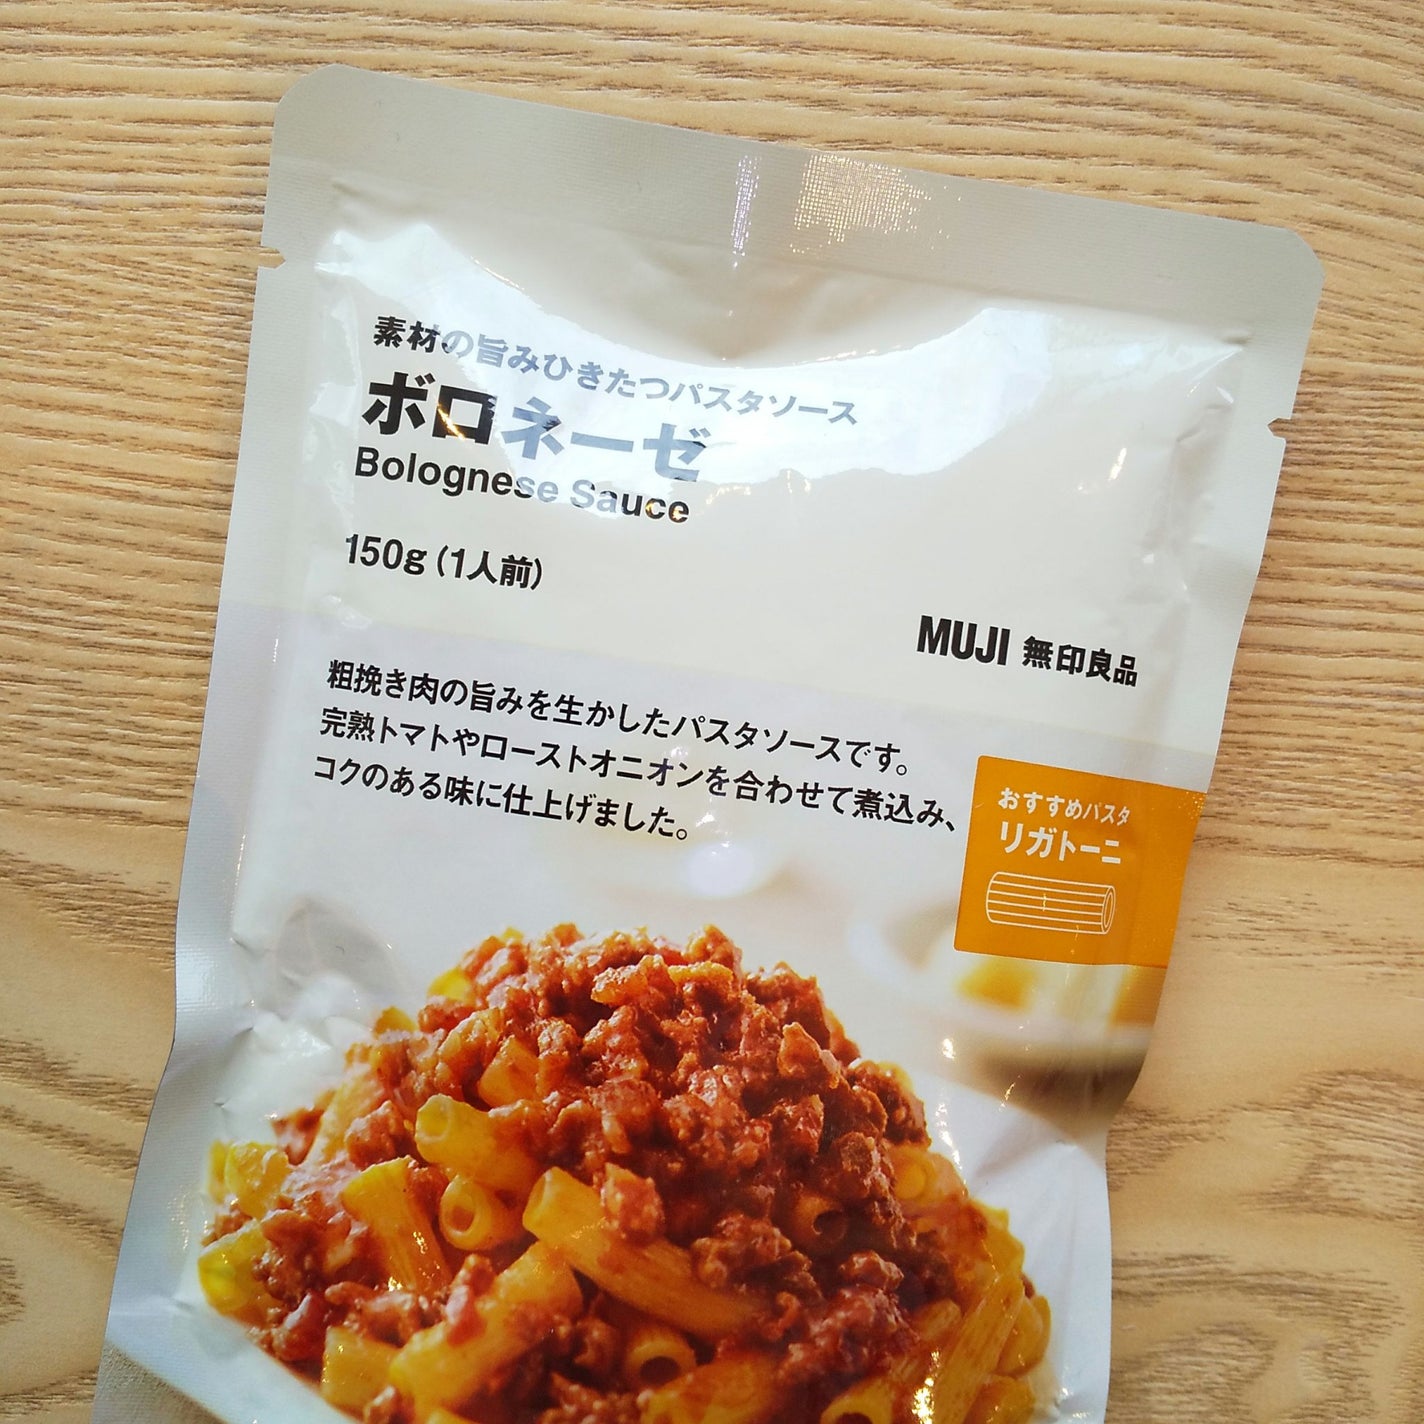 素材の旨みひきたつパスタソース
ボロネーゼ
Bolognese Sauce
150g (1人前)
MUJI 無印良品
粗挽き肉の旨みを生かしたパスタソースです。
完熟トマトやローストオニオンを合わせて煮込み、
コクのある味に仕上げました。
おすすめパスタ
リガトーニ